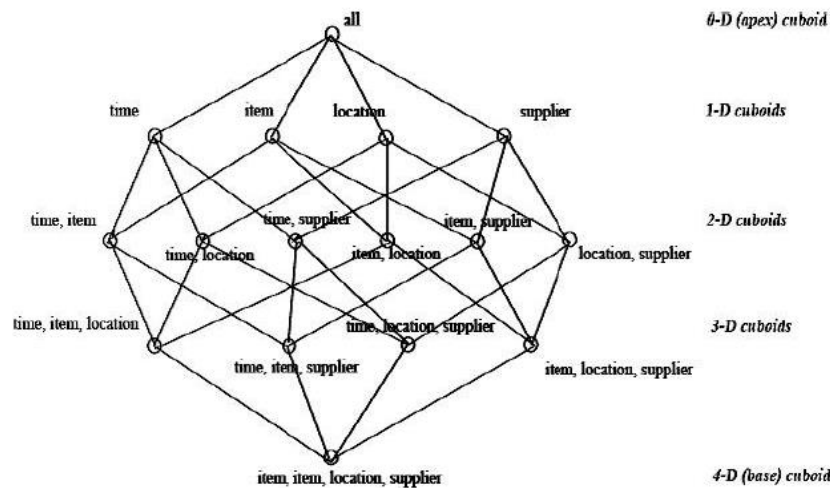 all
0-D (apex) cuboid
time
item
location
supplier
1-D cuboids
time, item
time, location
time, supplier
item, location
item, supplier
location, supplier
2-D cuboids
time, item, location
time, item, supplier
time, location, supplier
item, location, supplier
3-D cuboids
item, item, location, supplier
4-D (base) cuboid